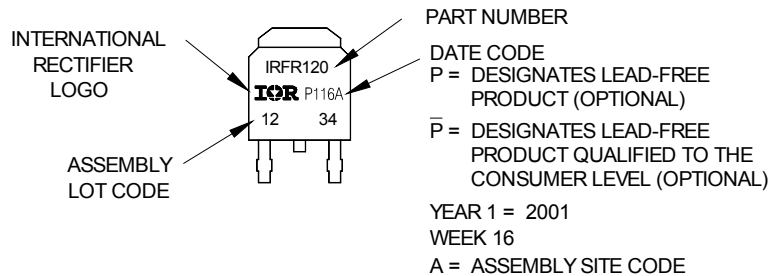 INTERNATIONAL
RECTIFIER
LOGO
ASSEMBLY
LOT CODE
IRFR120
IOR P116A
12 34
PART NUMBER
DATE CODE
P = DESIGNATES LEAD-FREE
PRODUCT (OPTIONAL)
P̅ = DESIGNATES LEAD-FREE
PRODUCT QUALIFIED TO THE
CONSUMER LEVEL (OPTIONAL)
YEAR 1 = 2001
WEEK 16
A = ASSEMBLY SITE CODE